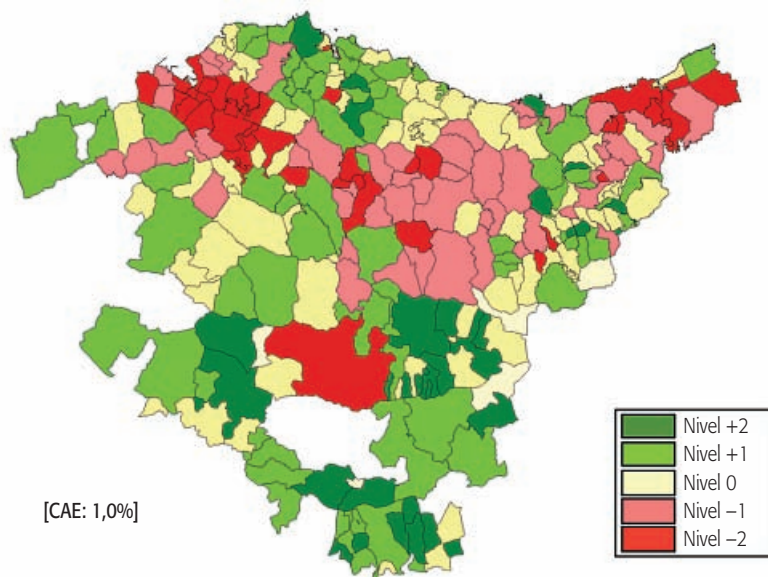 Nivel +2
Nivel +1
Nivel 0
Nivel –1
Nivel –2
[CAE: 1,0%]